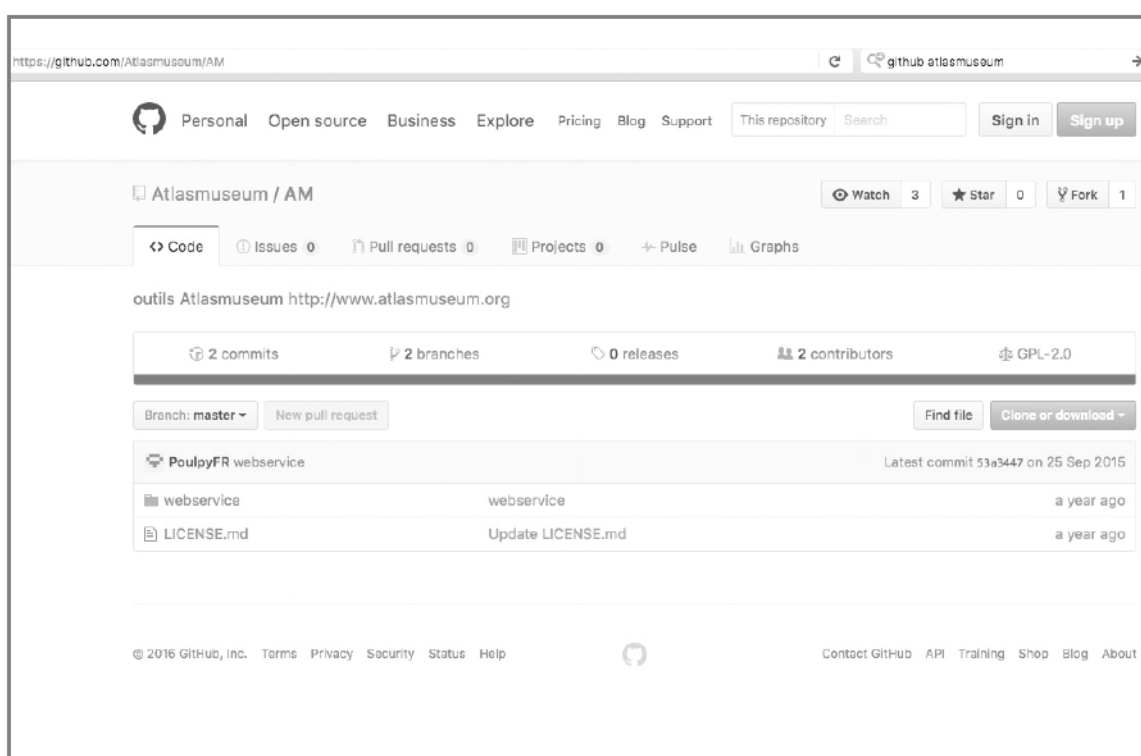 https://github.com/Atlasmuseum/AM github atlasmuseum
Personal Open source Business Explore Pricing Blog Support This repository Search Sign in Sign up
Atlasmuseum / AM Watch 3 Star 0 Fork 1
Code Issues 0 Pull requests 0 Projects 0 Pulse Graphs
outils Atlasmuseum http://www.atlasmuseum.org
2 commits 2 branches 0 releases 2 contributors GPL-2.0
Branch: master New pull request Find file Clone or download
PoulpyFR webservice Latest commit 53a3447 on 25 Sep 2015
webservice webservice a year ago
LICENSE.md Update LICENSE.md a year ago
© 2016 GitHub, Inc. Terms Privacy Security Status Help Contact GitHub API Training Shop Blog About